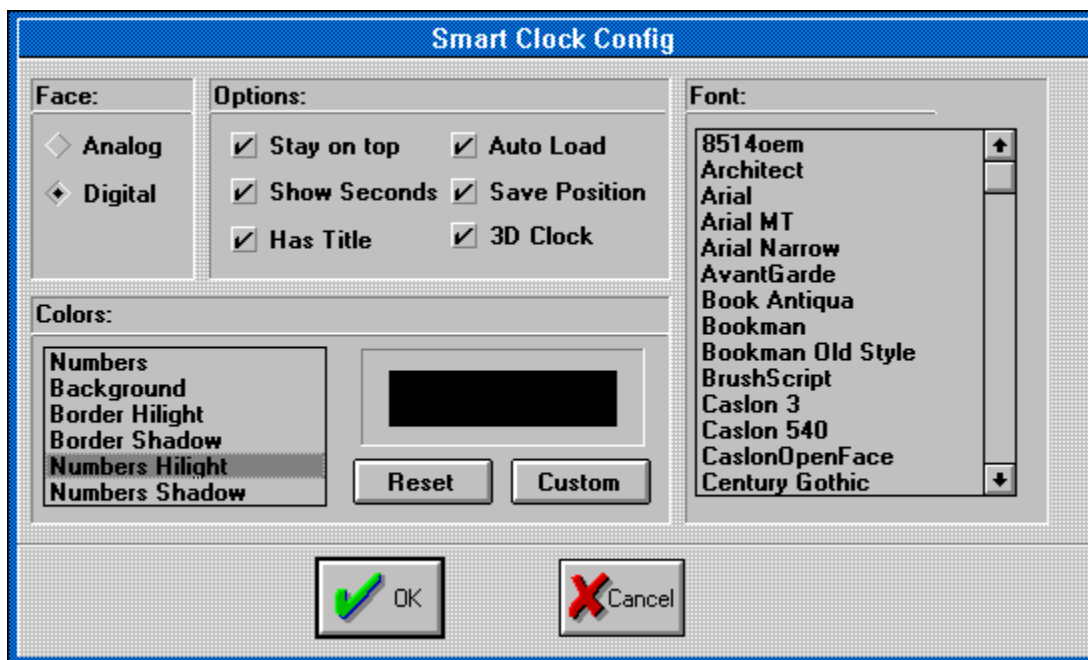 Smart Clock Config
Face:
Analog
Digital
Options:
Stay on top
Auto Load
Show Seconds
Save Position
Has Title
3D Clock
Font:
8514oem
Architect
Arial
Arial MT
Arial Narrow
AvantGarde
Book Antiqua
Bookman
Bookman Old Style
BrushScript
Caslon 3
Caslon 540
CaslonOpenFace
Century Gothic
Colors:
Numbers
Background
Border Hilight
Border Shadow
Numbers Hilight
Numbers Shadow
Reset
Custom
OK
Cancel